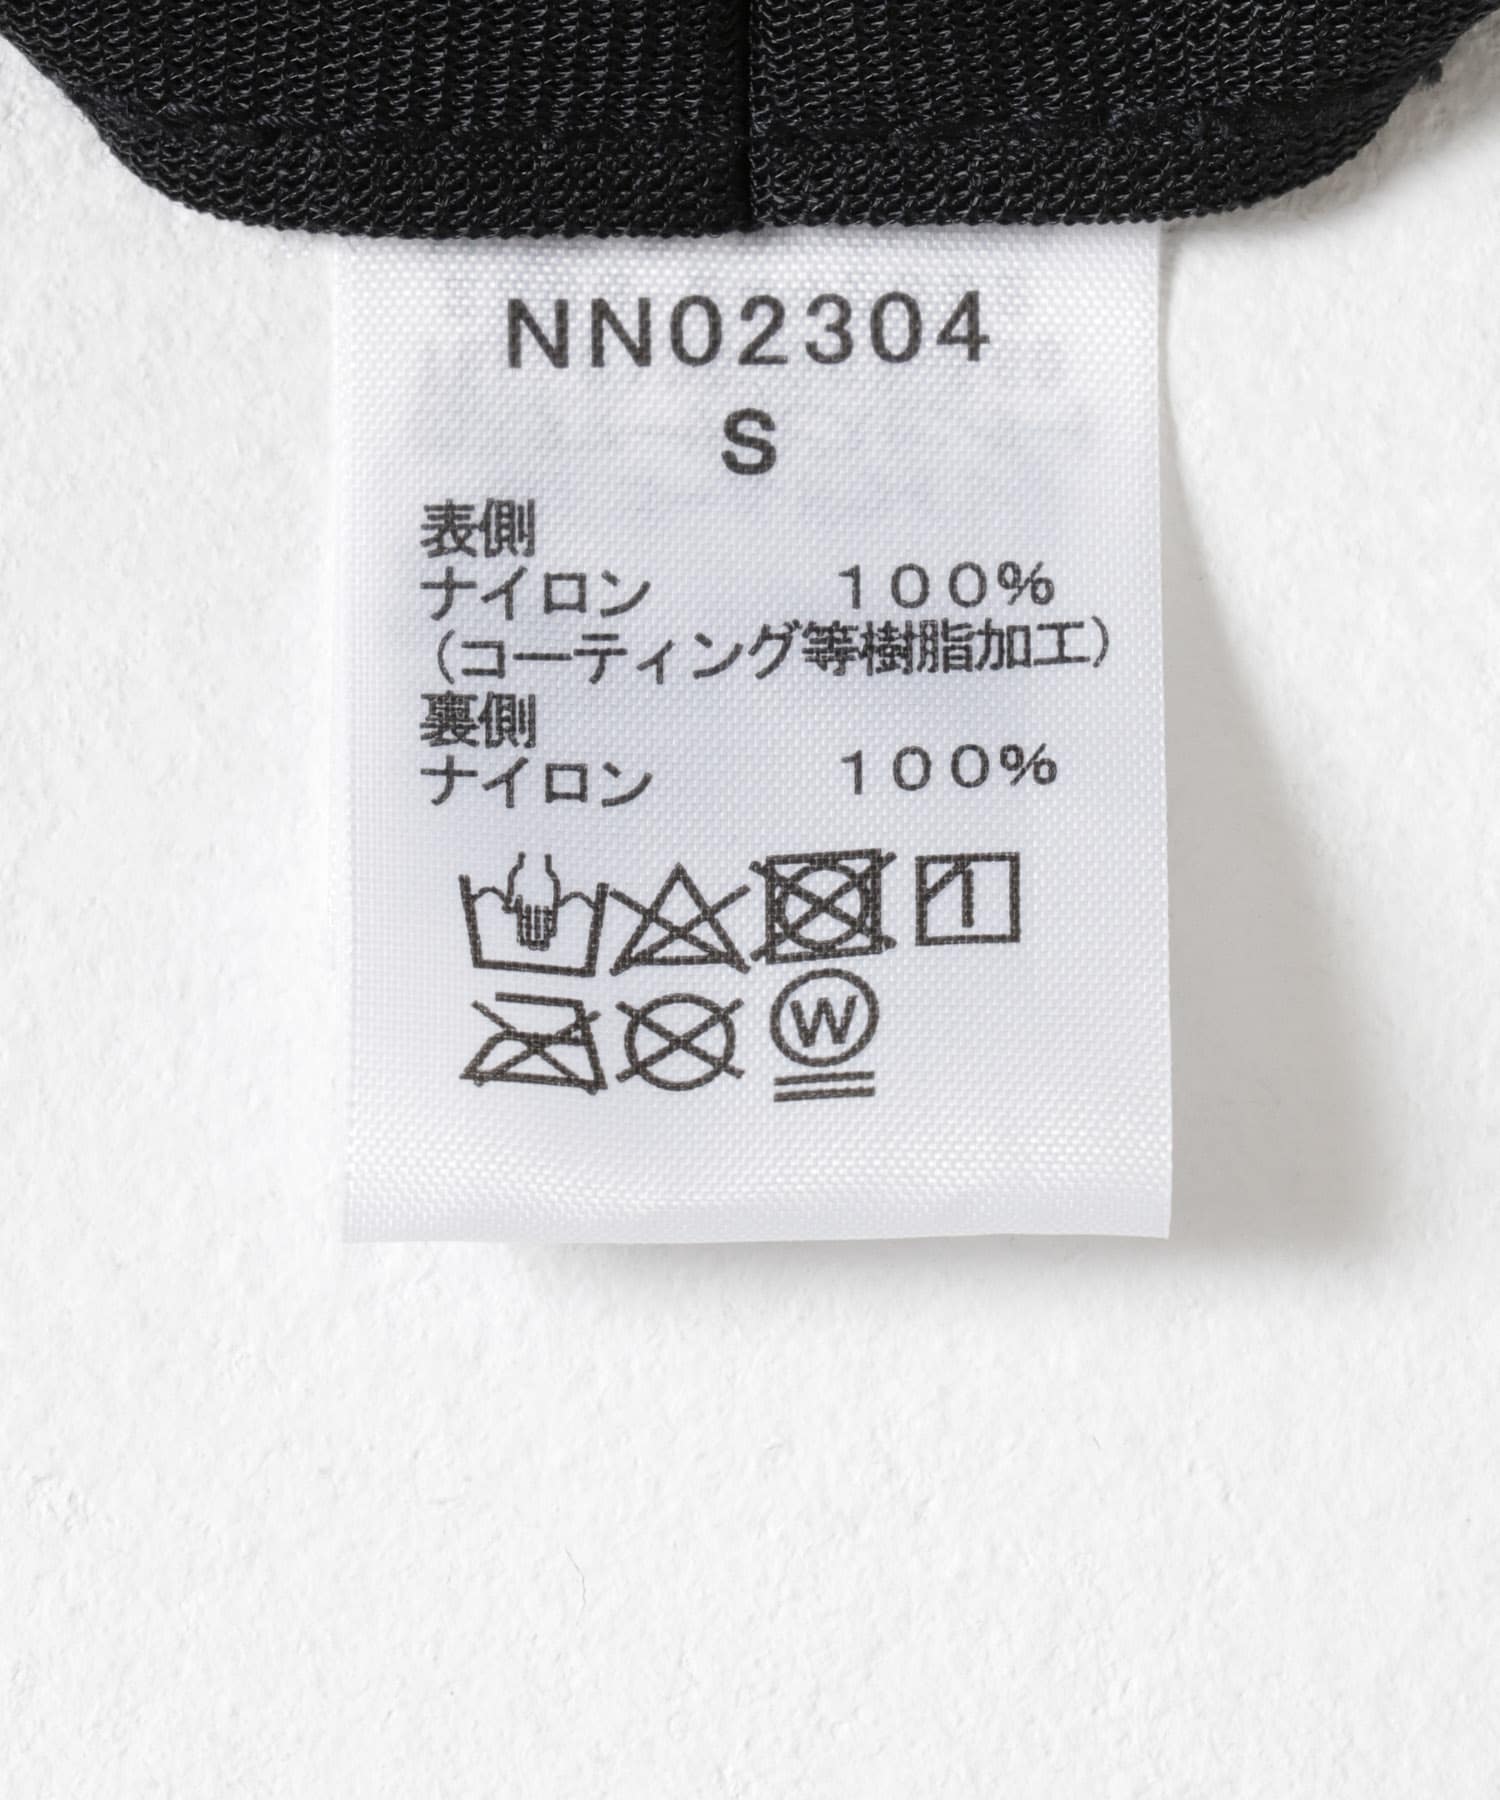 NN02304
S
表側
ナイロン 100%
(コーティング等樹脂加工)
裏側
ナイロン 100%
W